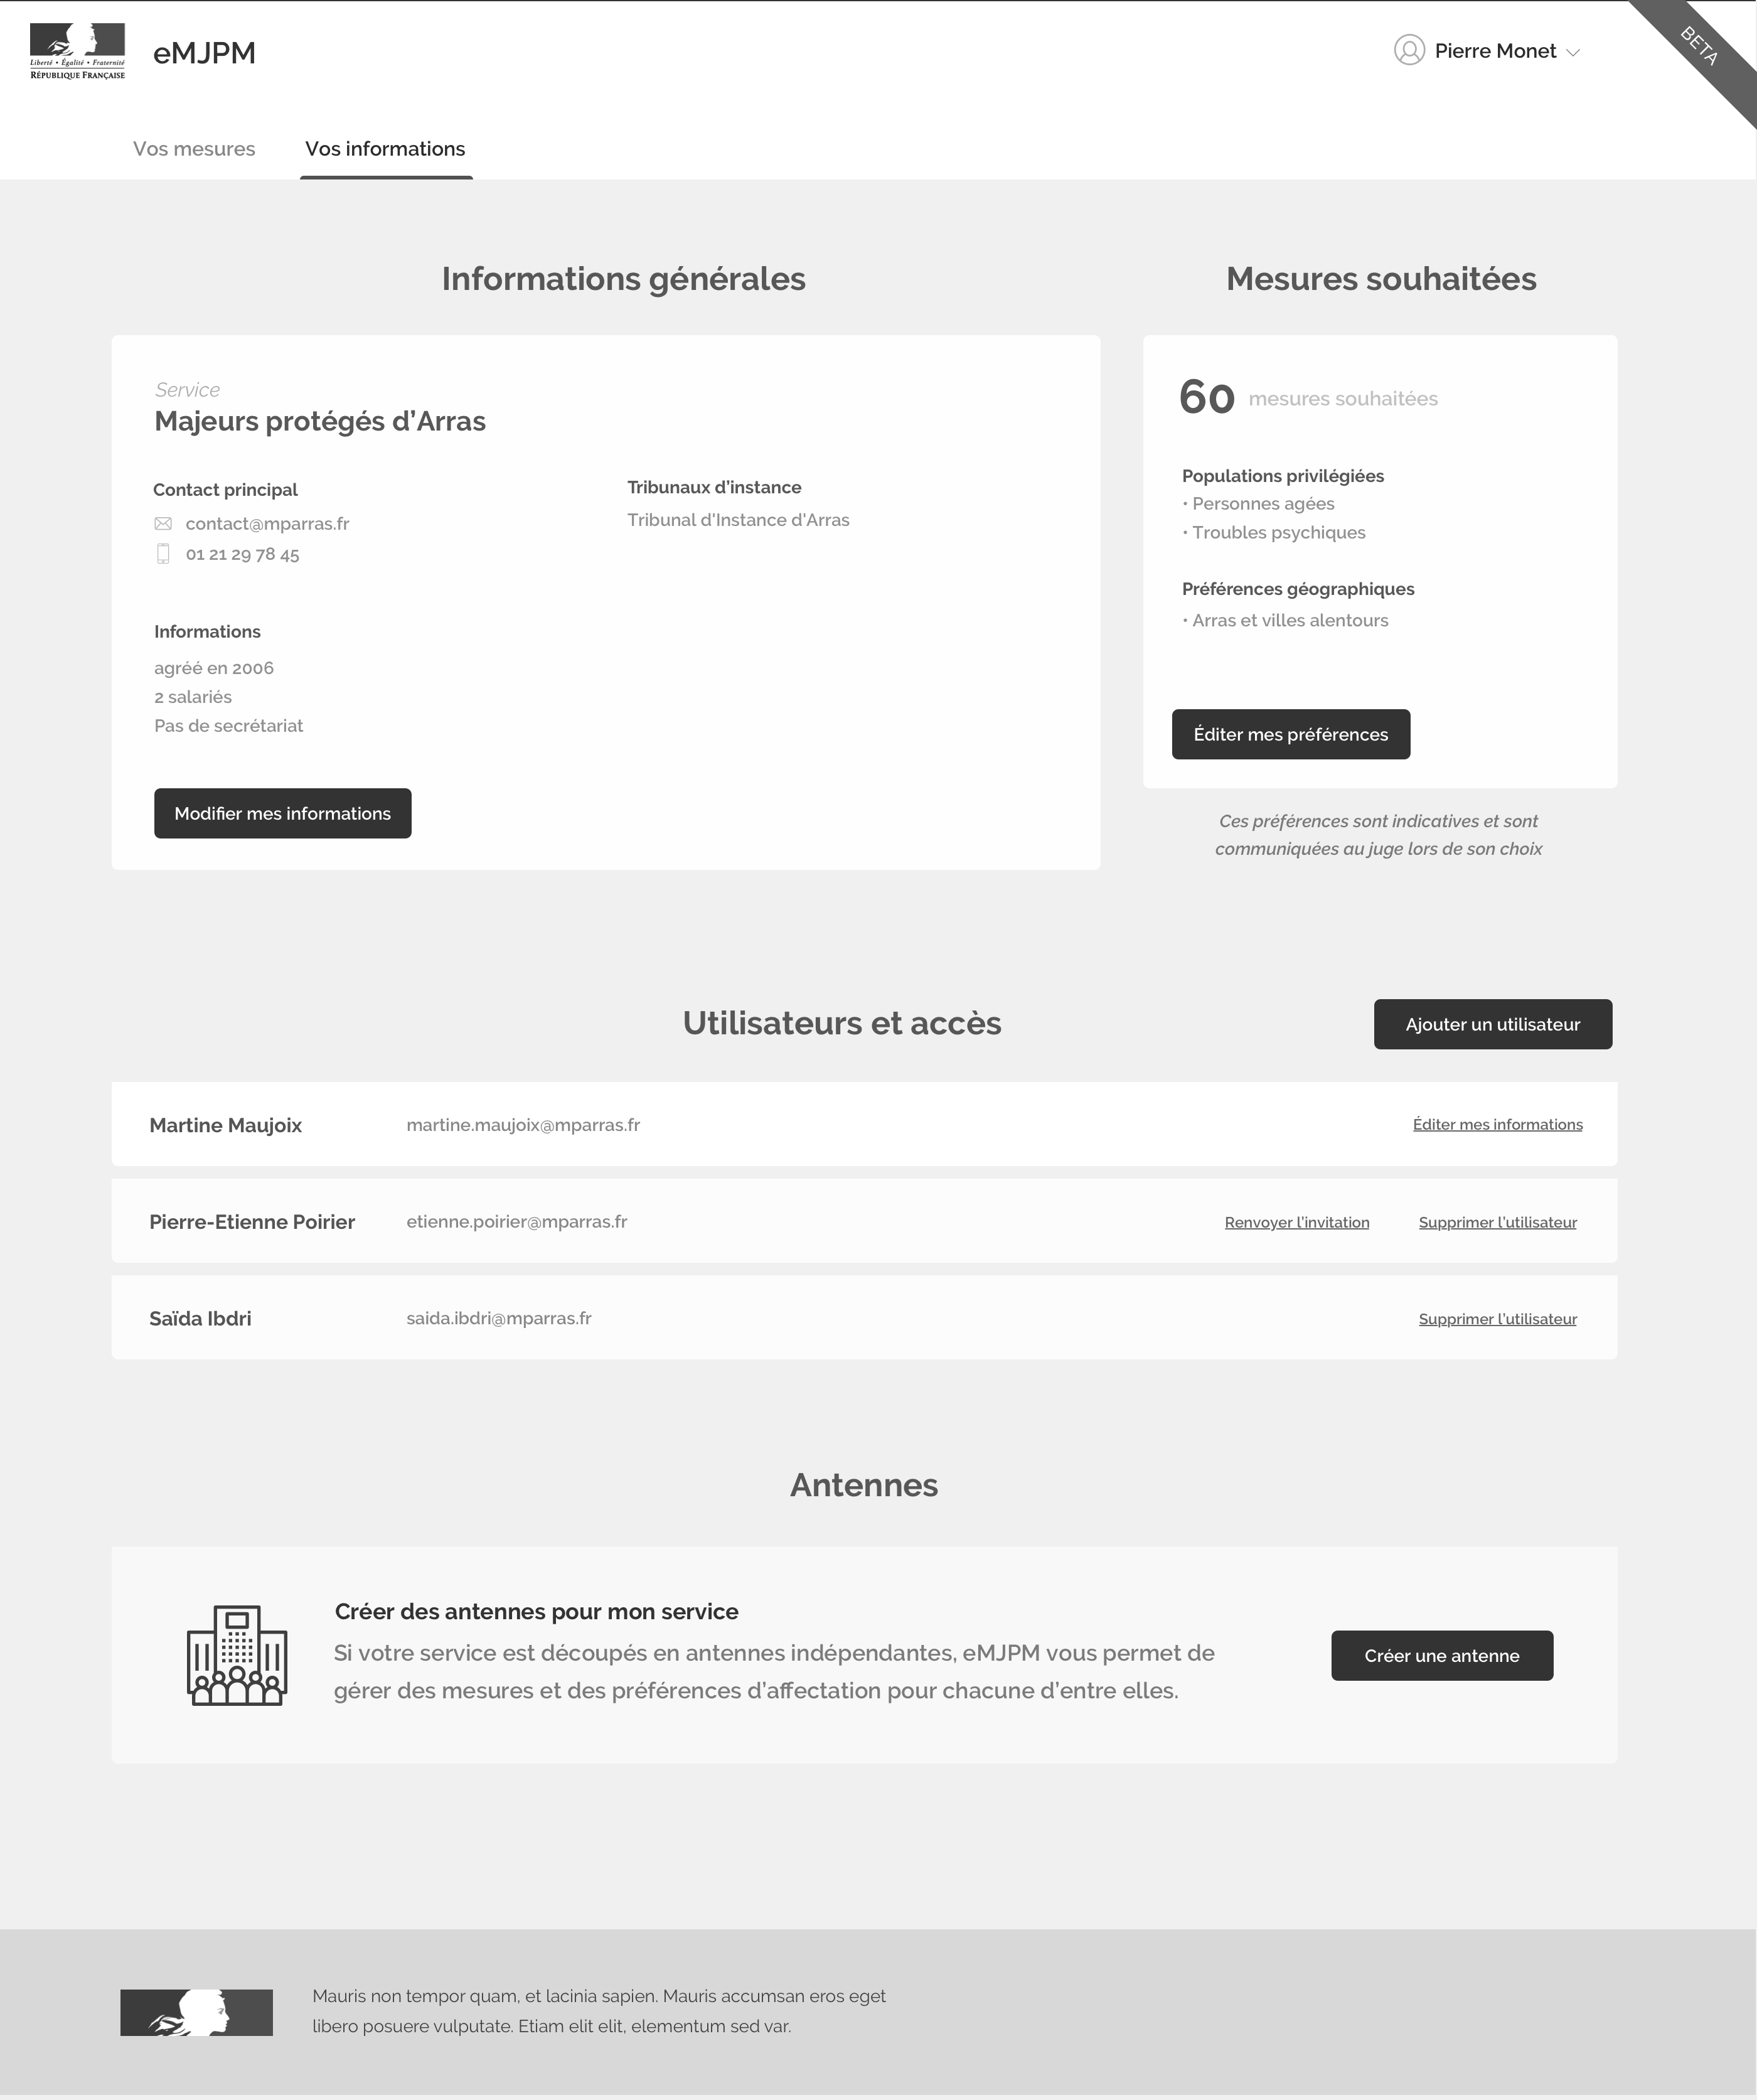 Liberté • Égalité • Fraternité
RÉPUBLIQUE FRANÇAISE
eMJPM
Pierre Monet
BETA
Vos mesures
Vos informations
Informations générales
Service
Majeurs protégés d’Arras
Contact principal
contact@mparras.fr
01 21 29 78 45
Tribunaux d’instance
Tribunal d'Instance d'Arras
Informations
agréé en 2006
2 salariés
Pas de secrétariat
Modifier mes informations
Mesures souhaitées
60 mesures souhaitées
Populations privilégiées
• Personnes agées
• Troubles psychiques
Préférences géographiques
• Arras et villes alentours
Éditer mes préférences
Ces préférences sont indicatives et sont
communiquées au juge lors de son choix
Utilisateurs et accès
Ajouter un utilisateur
Martine Maujoix martine.maujoix@mparras.fr Éditer mes informations
Pierre-Etienne Poirier etienne.poirier@mparras.fr Renvoyer l’invitation Supprimer l’utilisateur
Saïda Ibdri saida.ibdri@mparras.fr Supprimer l’utilisateur
Antennes
Créer des antennes pour mon service
Si votre service est découpés en antennes indépendantes, eMJPM vous permet de
gérer des mesures et des préférences d’affectation pour chacune d’entre elles.
Créer une antenne
Mauris non tempor quam, et lacinia sapien. Mauris accumsan eros eget
libero posuere vulputate. Etiam elit elit, elementum sed var.